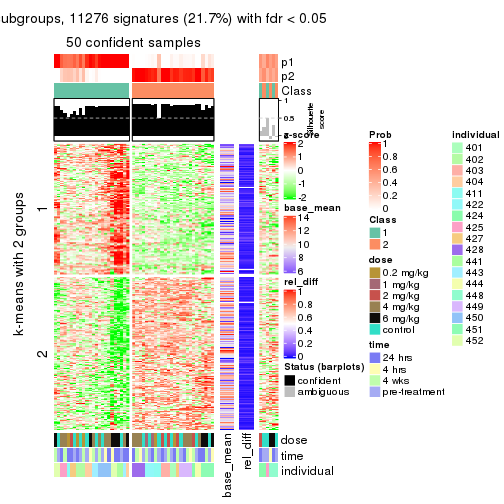 ubgroups, 11276 signatures (21.7%) with fdr < 0.05
50 confident samples
p1
p2
Class
1
0.5
0
Silhouette
score
k-means with 2 groups
1
2
z-score
2
1
0
-1
-2
base_mean
14
12
10
8
6
rel_diff
1
0.8
0.6
0.4
0.2
0
Status (barplots)
confident
ambiguous
Prob
1
0.8
0.6
0.4
0.2
0
Class
1
2
dose
0.2 mg/kg
1 mg/kg
2 mg/kg
4 mg/kg
6 mg/kg
control
time
24 hrs
4 hrs
4 wks
pre-treatment
individual
401
402
403
404
411
422
424
425
427
428
441
443
444
448
449
450
451
452
dose
time
individual
base_mean
rel_diff